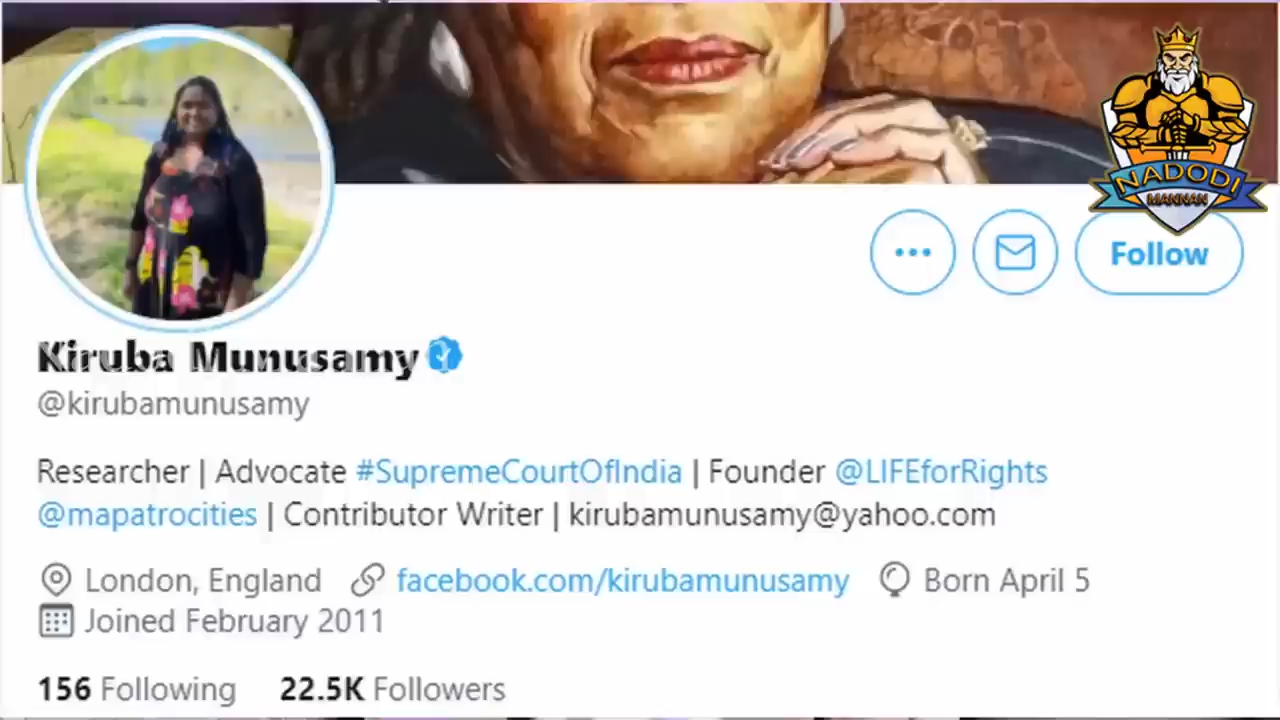 NADODI
MANNAN
Follow
Kiruba Munusamy
@kirubamunusamy
Researcher | Advocate #SupremeCourtOfIndia | Founder @LIFEforRights
@mapatrocities | Contributor Writer | kirubamunusamy@yahoo.com
London, England facebook.com/kirubamunusamy Born April 5
Joined February 2011
156 Following 22.5K Followers